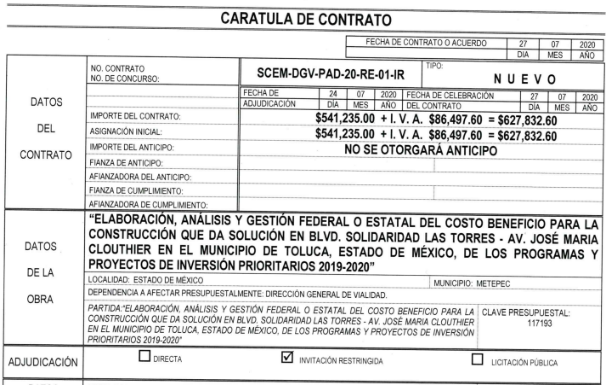 CARATULA DE CONTRATO
FECHA DE CONTRATO O ACUERDO 27 07 2020
DIA MES AÑO
NO. CONTRATO
NO. DE CONCURSO:
SCEM-DGV-PAD-20-RE-01-IR
TIPO:
NUEVO
FECHA DE ADJUDICACIÓN
24 07 2020
DÍA MES AÑO
FECHA DE CELEBRACIÓN DEL CONTRATO
27 07 2020
DÍA MES AÑO
DATOS
DEL
CONTRATO
IMPORTE DEL CONTRATO: $541,235.00 + I. V. A. $86,497.60 = $627,832.60
ASIGNACIÓN INICIAL: $541,235.00 + I. V. A. $86,497.60 = $627,832.60
IMPORTE DEL ANTICIPO: NO SE OTORGARÁ ANTICIPO
FIANZA DE ANTICIPO:
AFIANZADORA DEL ANTICIPO:
FIANZA DE CUMPLIMIENTO:
AFIANZADORA DE CUMPLIMIENTO:
DATOS
DE LA
OBRA
"ELABORACIÓN, ANÁLISIS Y GESTIÓN FEDERAL O ESTATAL DEL COSTO BENEFICIO PARA LA
CONSTRUCCIÓN QUE DA SOLUCIÓN EN BLVD. SOLIDARIDAD LAS TORRES - AV. JOSÉ MARIA
CLOUTHIER EN EL MUNICIPIO DE TOLUCA, ESTADO DE MÉXICO, DE LOS PROGRAMAS Y
PROYECTOS DE INVERSIÓN PRIORITARIOS 2019-2020"
LOCALIDAD: ESTADO DE MÉXICO
MUNICIPIO: METEPEC
DEPENDENCIA A AFECTAR PRESUPUESTALMENTE: DIRECCIÓN GENERAL DE VIALIDAD.
PARTIDA:"ELABORACIÓN, ANÁLISIS Y GESTIÓN FEDERAL O ESTATAL DEL COSTO BENEFICIO PARA LA
CONSTRUCCIÓN QUE DA SOLUCIÓN EN BLVD. SOLIDARIDAD LAS TORRES - AV. JOSÉ MARIA CLOUTHIER
EN EL MUNICIPIO DE TOLUCA, ESTADO DE MÉXICO, DE LOS PROGRAMAS Y PROYECTOS DE INVERSIÓN
PRIORITARIOS 2019-2020"
CLAVE PRESUPUESTAL:
117193
ADJUDICACIÓN
DIRECTA
INVITACIÓN RESTRINGIDA
LICITACIÓN PÚBLICA